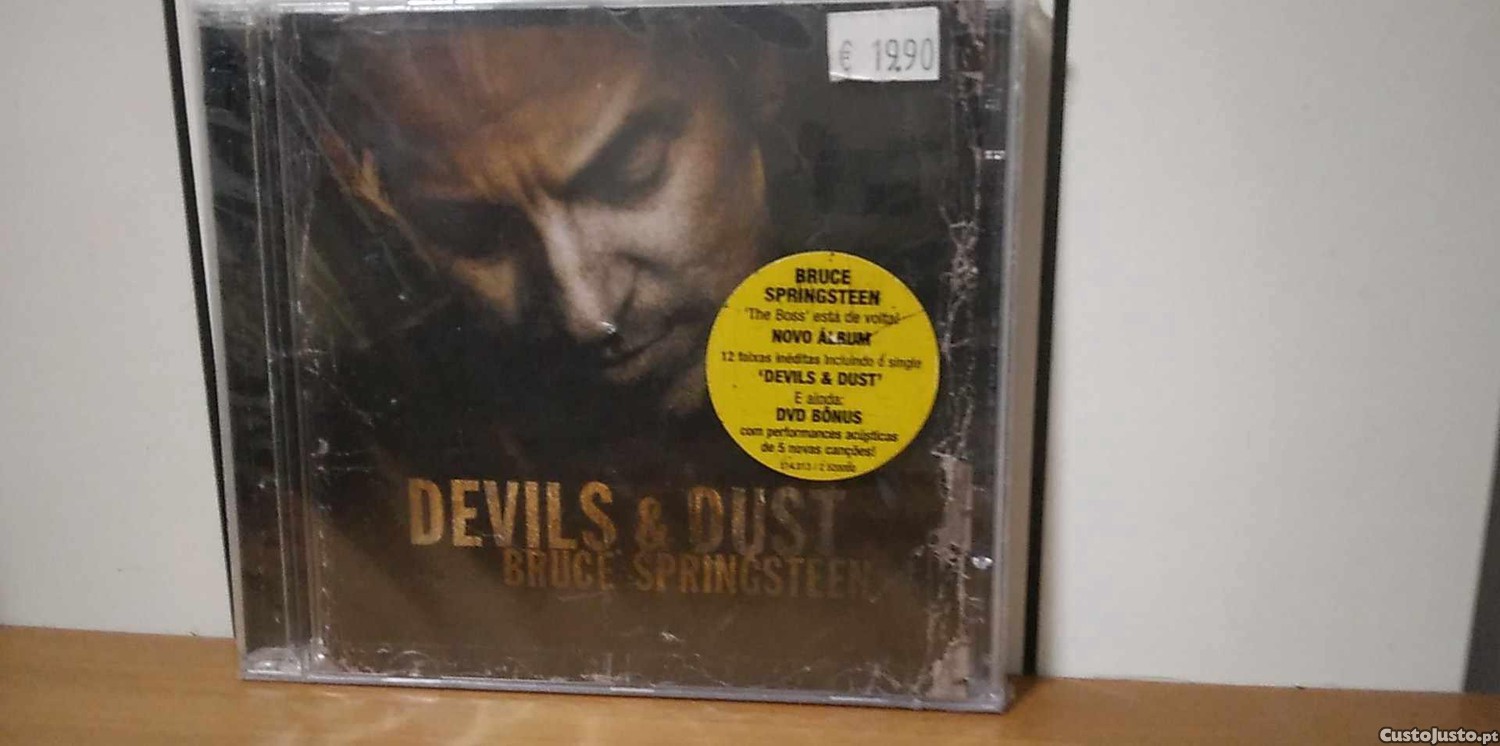 € 19.90
BRUCE
SPRINGSTEEN
'The Boss' está de volta!
NOVO ÁLBUM
12 faixas inéditas incluindo o single
'DEVILS & DUST'
E ainda:
DVD BÔNUS
com performances acústicas
de 5 novas canções!
DEVILS & DUST
BRUCE SPRINGSTEEN
CustoJusto.pt